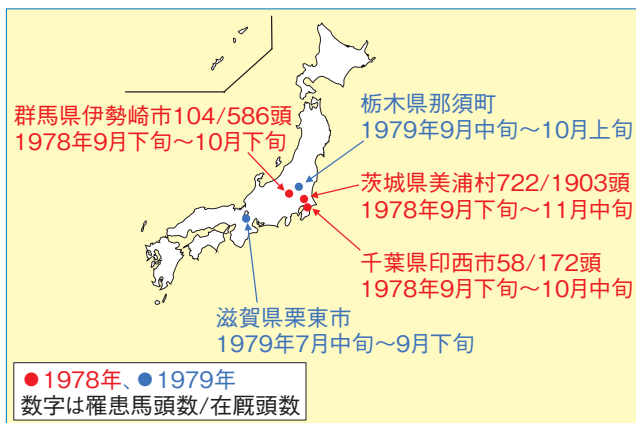 群馬県伊勢崎市104/586頭
1978年9月下旬～10月下旬
栃木県那須町
1979年9月中旬～10月上旬
茨城県美浦村722/1903頭
1978年9月下旬～11月中旬
千葉県印西市58/172頭
1978年9月下旬～10月中旬
滋賀県栗東市
1979年7月中旬～9月下旬
●1978年、●1979年
数字は罹患馬頭数/在厩頭数